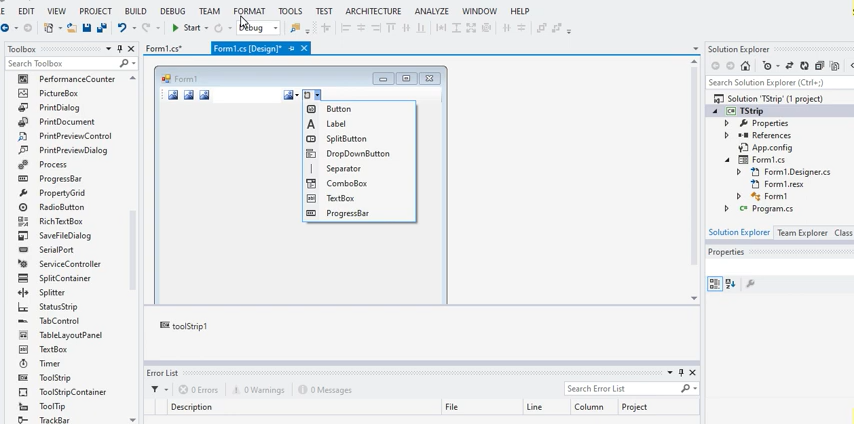 E EDIT VIEW PROJECT BUILD DEBUG TEAM FORMAT TOOLS TEST ARCHITECTURE ANALYZE WINDOW HELP
Start Debug
Toolbox
Search Toolbox
PerformanceCounter
PictureBox
PrintDialog
PrintDocument
PrintPreviewControl
PrintPreviewDialog
Process
ProgressBar
PropertyGrid
RadioButton
RichTextBox
SaveFileDialog
SerialPort
ServiceController
SplitContainer
Splitter
StatusStrip
TabControl
TableLayoutPanel
TextBox
Timer
ToolStrip
ToolStripContainer
ToolTip
TrackBar
Form1.cs* Form1.cs [Design]*
Form1
Button
Label
SplitButton
DropDownButton
Separator
ComboBox
TextBox
ProgressBar
toolStrip1
Error List
0 Errors 0 Warnings 0 Messages
Search Error List
Description File Line Column Project
Solution Explorer
Search Solution Explorer (Ctrl+;)
Solution 'TStrip' (1 project)
TStrip
Properties
References
App.config
Form1.cs
Form1.Designer.cs
Form1.resx
Form1
Program.cs
Solution Explorer Team Explorer Class
Properties